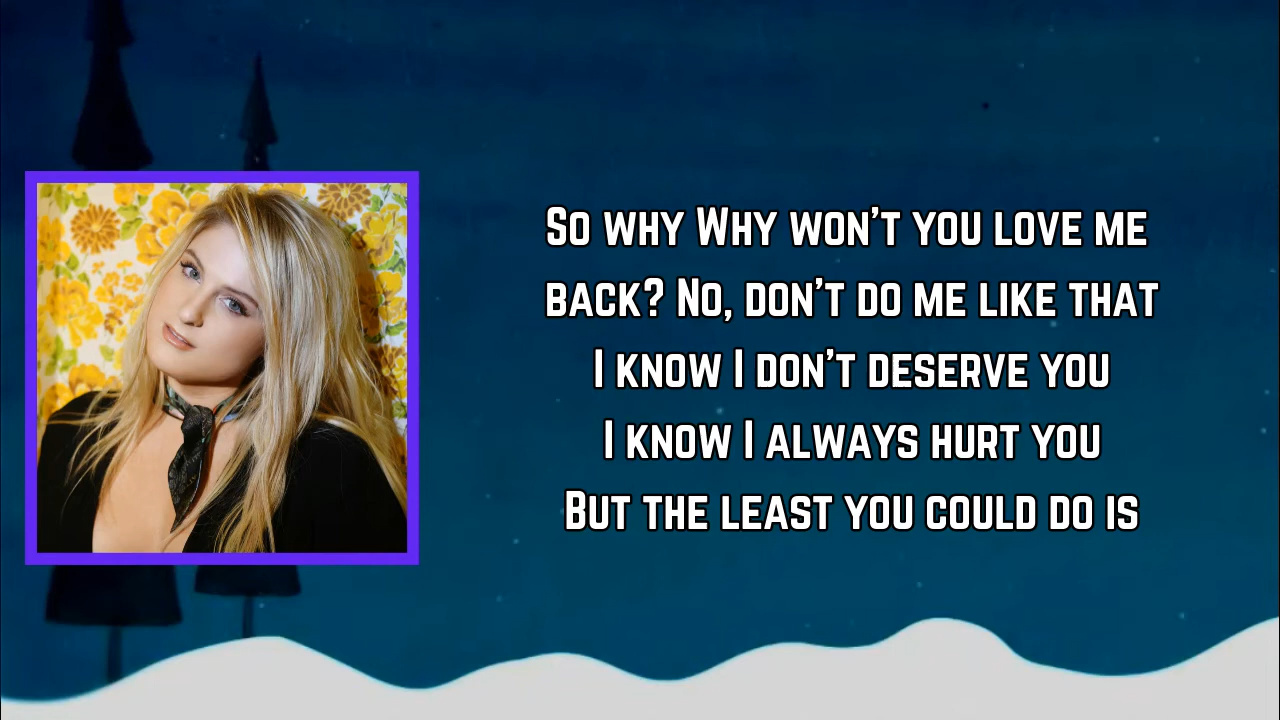 So why Why won't you love me
back? No, don't do me like that
I know I don't deserve you
I know I always hurt you
But the least you could do is